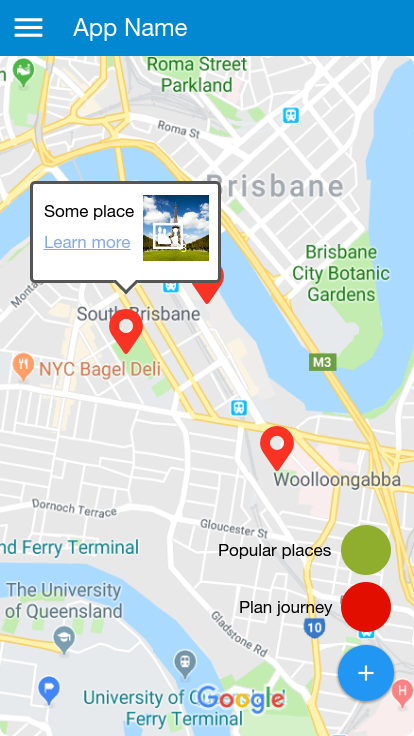 App Name
Roma Street
Parkland
Roma St
Brisbane
Some place
Learn more
Brisbane
City Botanic
Gardens
South Brisbane
M3
NYC Bagel Deli
Woolloongabba
Dornoch Terrace
Gloucester St
nd Ferry Terminal
Popular places
The University
of Queensland
Plan journey
10
Gladstone Rd
+
University of
Google
Ferry Terminal
H